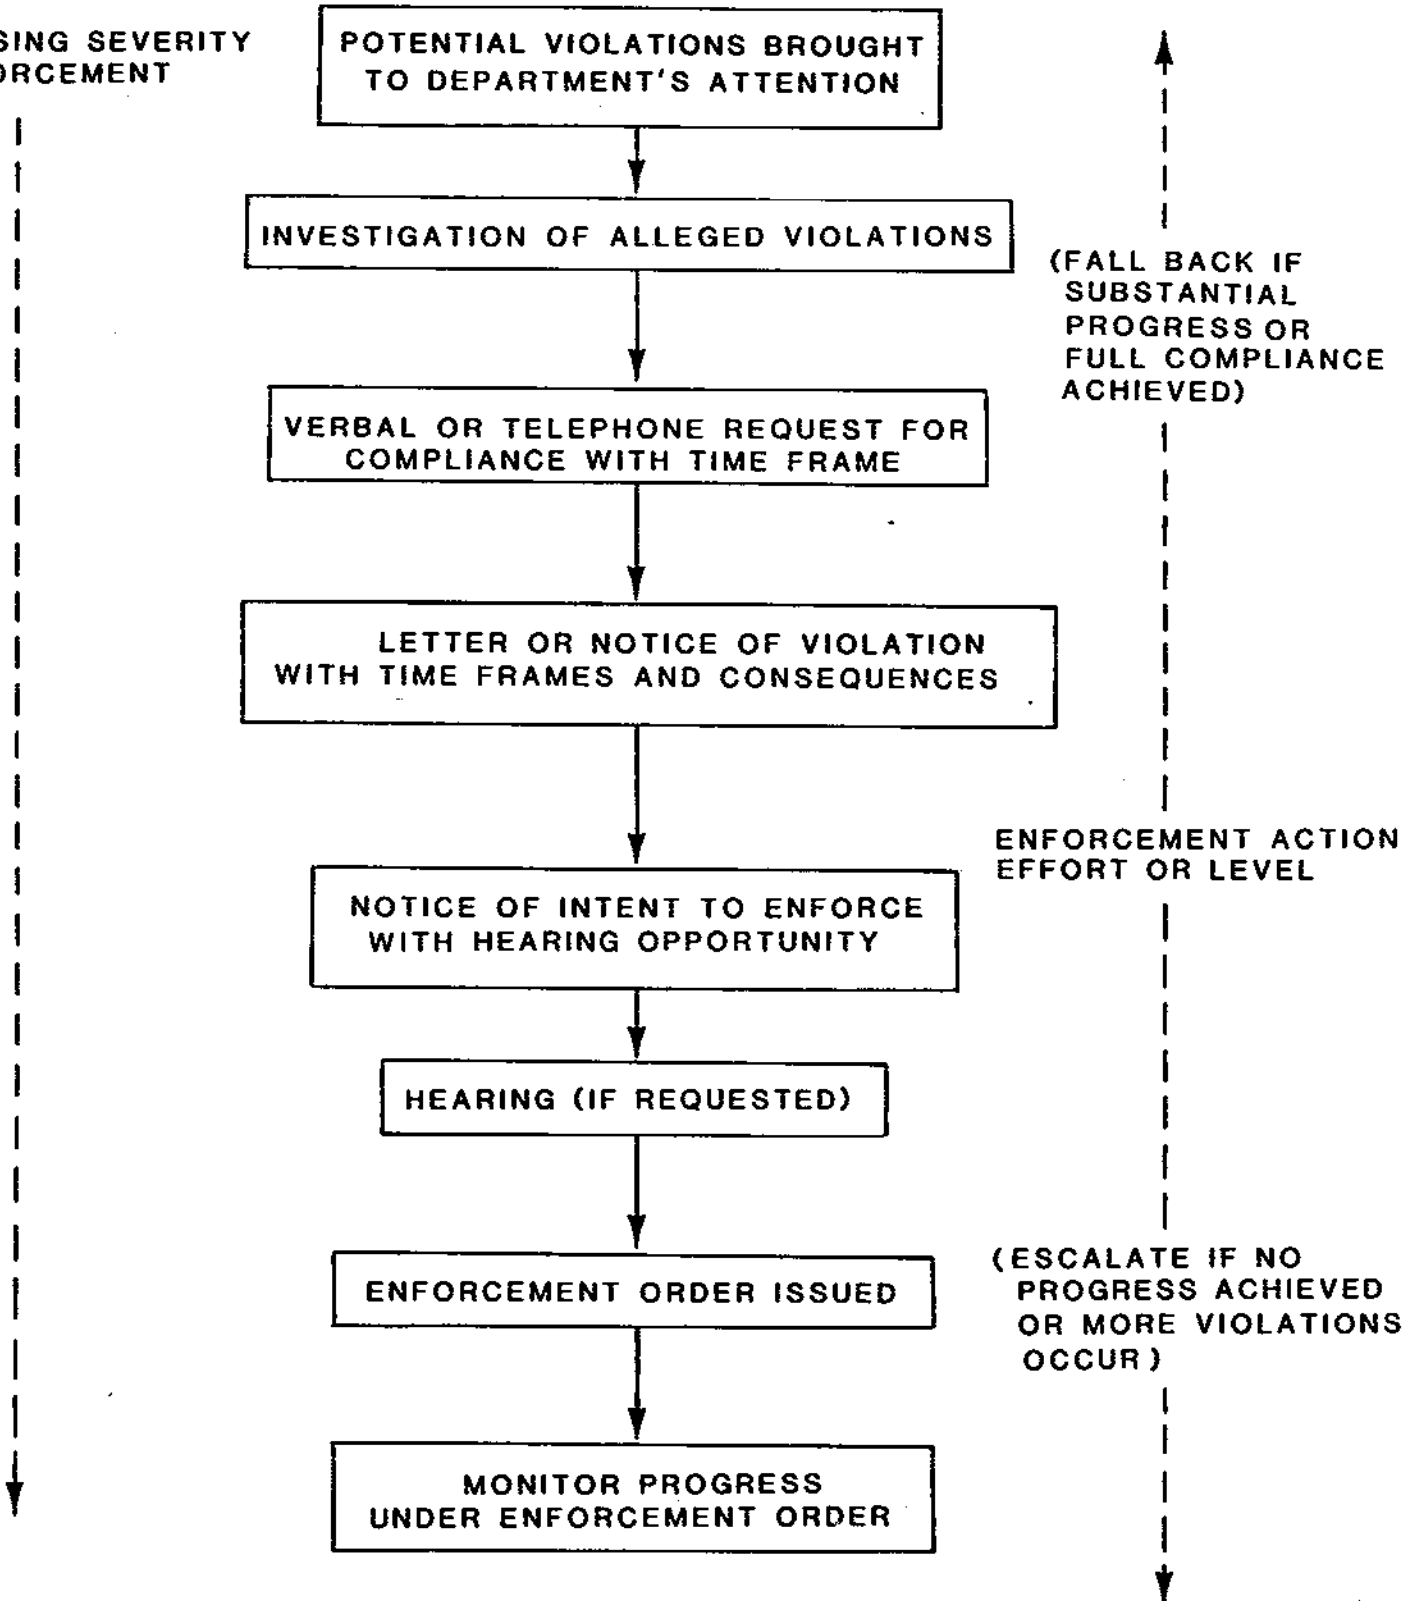 SING SEVERITY
ORCEMENT
POTENTIAL VIOLATIONS BROUGHT
TO DEPARTMENT'S ATTENTION
INVESTIGATION OF ALLEGED VIOLATIONS
(FALL BACK IF
SUBSTANTIAL
PROGRESS OR
FULL COMPLIANCE
ACHIEVED)
VERBAL OR TELEPHONE REQUEST FOR
COMPLIANCE WITH TIME FRAME
LETTER OR NOTICE OF VIOLATION
WITH TIME FRAMES AND CONSEQUENCES
ENFORCEMENT ACTION
EFFORT OR LEVEL
NOTICE OF INTENT TO ENFORCE
WITH HEARING OPPORTUNITY
HEARING (IF REQUESTED)
ENFORCEMENT ORDER ISSUED
(ESCALATE IF NO
PROGRESS ACHIEVED
OR MORE VIOLATIONS
OCCUR)
MONITOR PROGRESS
UNDER ENFORCEMENT ORDER